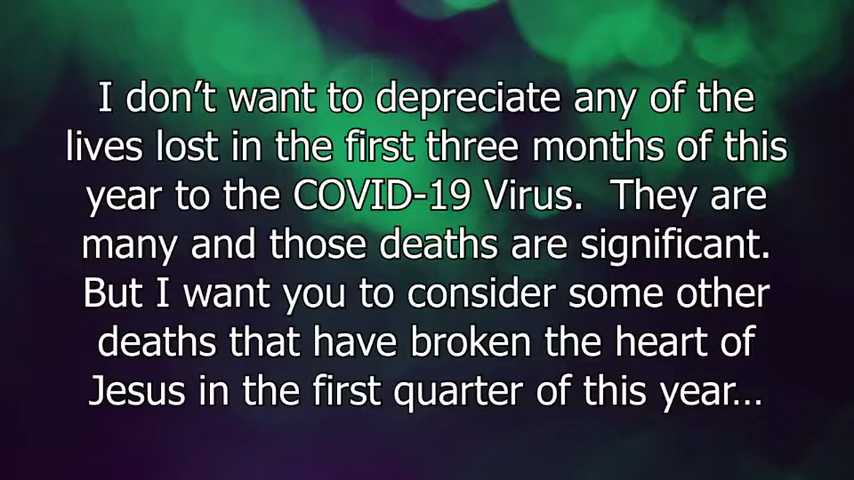 I don’t want to depreciate any of the
lives lost in the first three months of this
year to the COVID-19 Virus.  They are
many and those deaths are significant.
But I want you to consider some other
deaths that have broken the heart of
Jesus in the first quarter of this year…